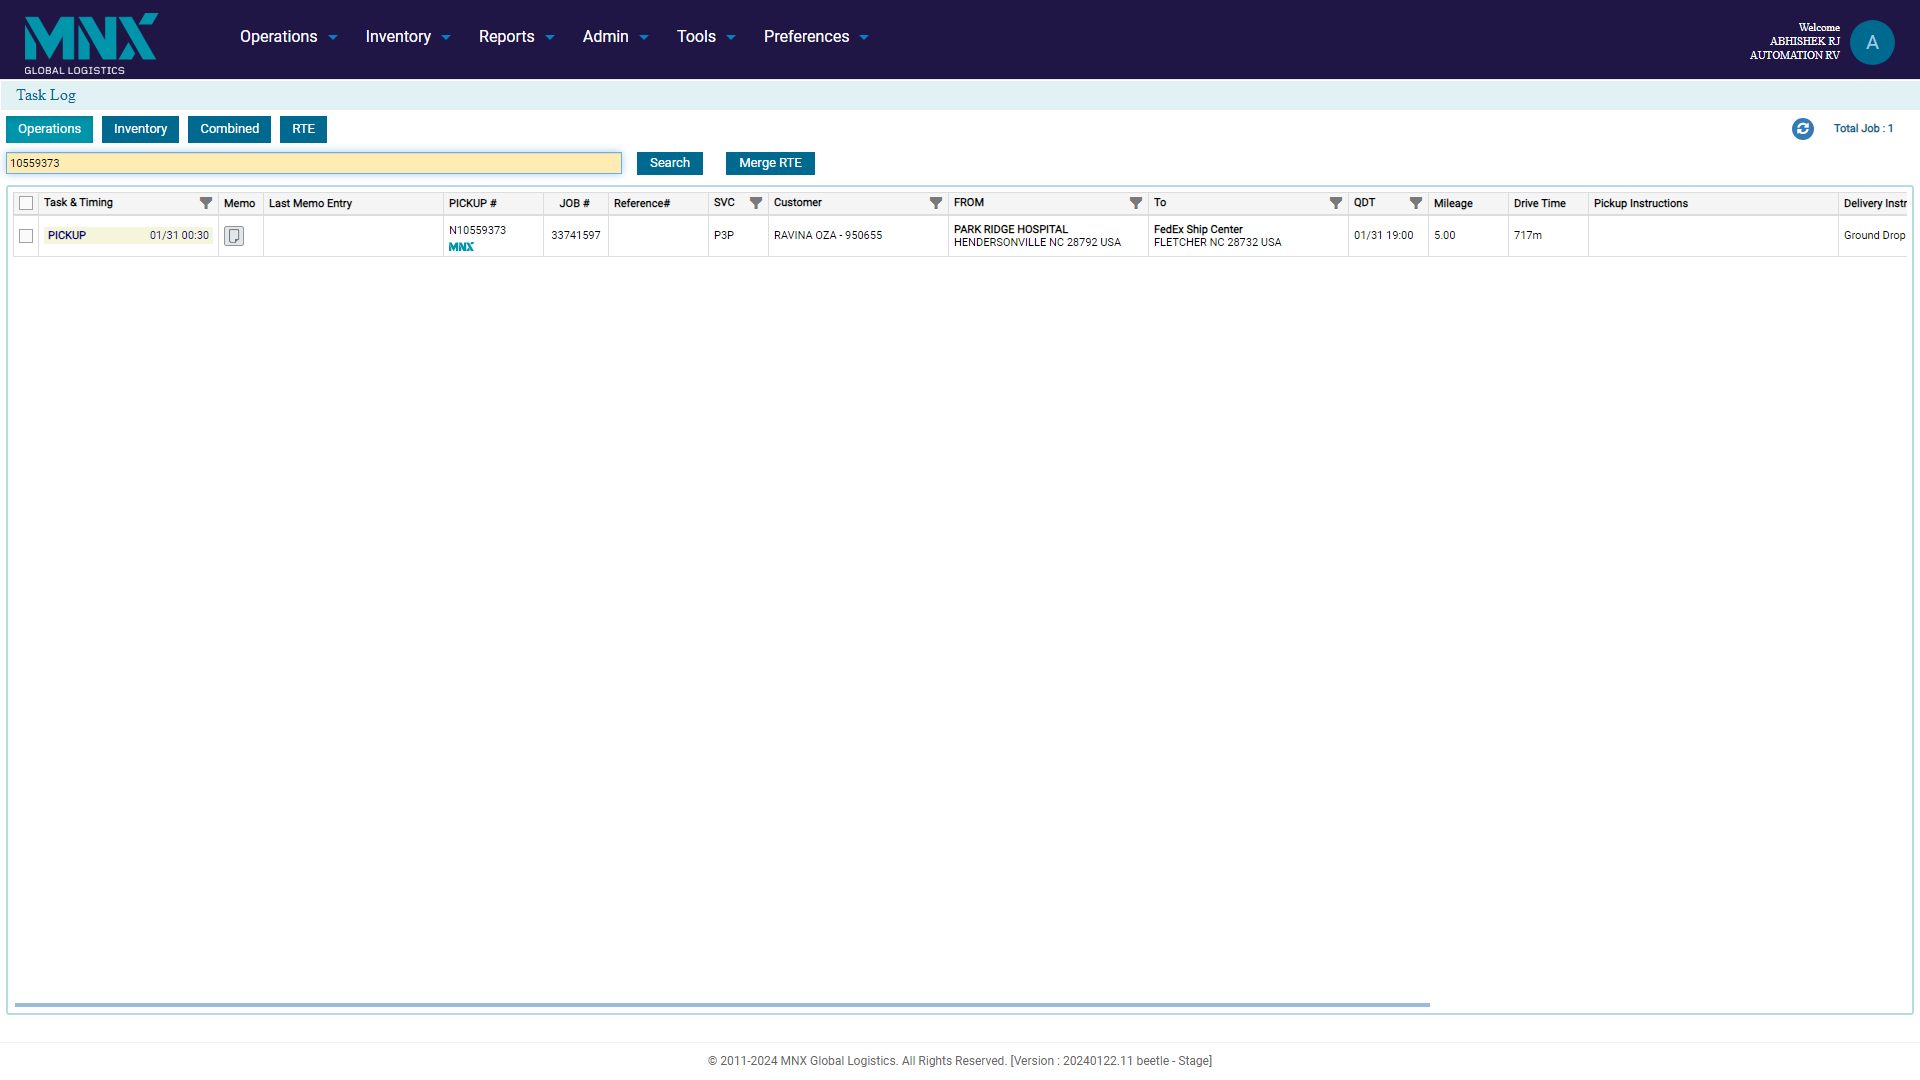 MNX
GLOBAL LOGISTICS
Operations Inventory Reports Admin Tools Preferences
Welcome
ABHISHEK RJ
AUTOMATION RV
A
Task Log
Operations Inventory Combined RTE
Total Job : 1
10559373
Search Merge RTE
Task & Timing Memo Last Memo Entry PICKUP # JOB # Reference# SVC Customer FROM To QDT Mileage Drive Time Pickup Instructions Delivery Instr
PICKUP 01/31 00:30 N10559373 33741597 P3P RAVINA OZA - 950655 PARK RIDGE HOSPITAL FedEx Ship Center 01/31 19:00 5.00 717m Ground Drop
MNX HENDERSONVILLE NC 28792 USA FLETCHER NC 28732 USA
© 2011-2024 MNX Global Logistics. All Rights Reserved. [Version : 20240122.11 beetle - Stage]